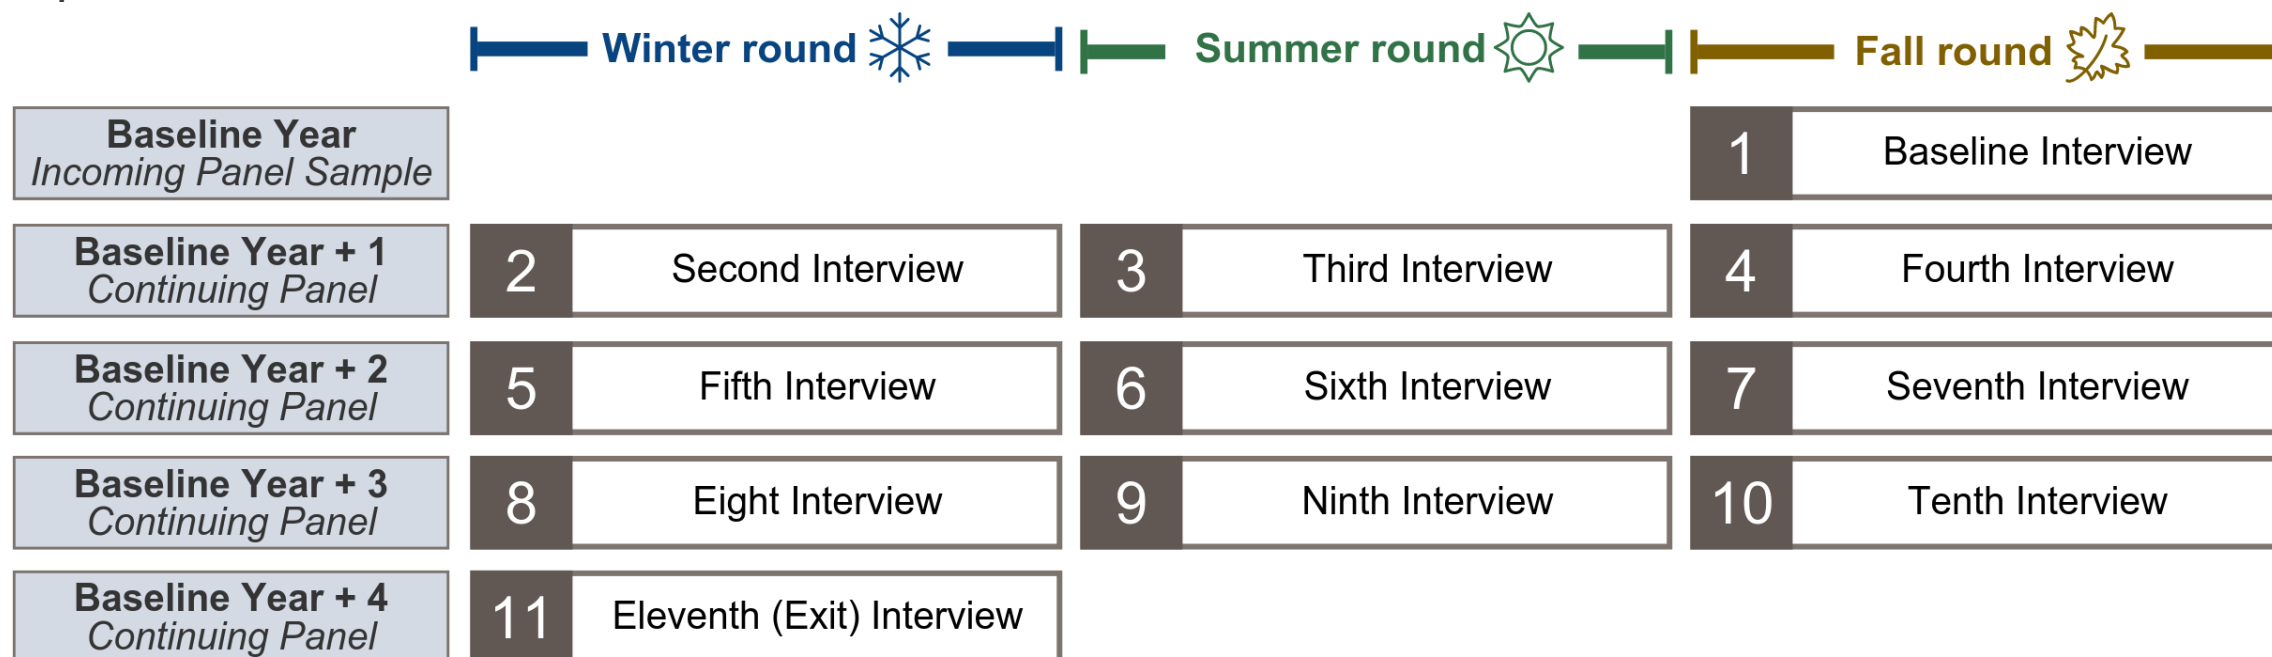 Winter round
Summer round
Fall round
Baseline Year
Incoming Panel Sample
1
Baseline Interview
Baseline Year + 1
Continuing Panel
2
Second Interview
3
Third Interview
4
Fourth Interview
Baseline Year + 2
Continuing Panel
5
Fifth Interview
6
Sixth Interview
7
Seventh Interview
Baseline Year + 3
Continuing Panel
8
Eight Interview
9
Ninth Interview
10
Tenth Interview
Baseline Year + 4
Continuing Panel
11
Eleventh (Exit) Interview